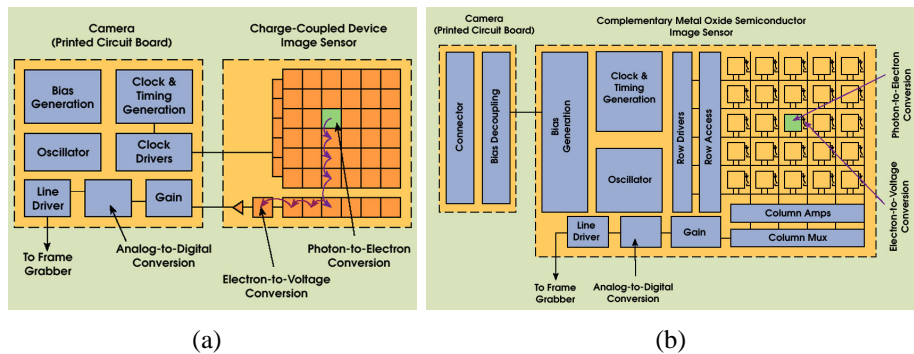 Camera
(Printed Circuit Board)
Charge-Coupled Device
Image Sensor
Bias
Generation
Clock &
Timing
Generation
Oscillator
Clock
Drivers
Line
Driver
Gain
To Frame
Grabber
Analog-to-Digital
Conversion
Photon-to-Electron
Conversion
Electron-to-Voltage
Conversion
(a)
Camera
(Printed Circuit Board)
Complementary Metal Oxide Semiconductor
Image Sensor
Connector
Bias Decoupling
Bias
Generation
Clock &
Timing
Generation
Oscillator
Row Drivers
Row Access
Photon-to-Electron
Conversion
Electron-to-Voltage
Conversion
Column Amps
Column Mux
Line
Driver
Gain
To Frame
Grabber
Analog-to-Digital
Conversion
(b)